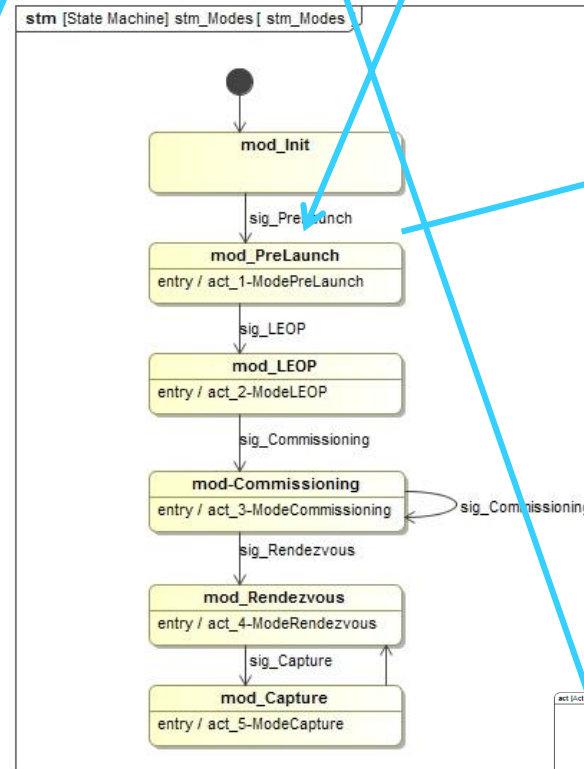 stm [State Machine] stm_Modes [ stm_Modes
mod_Init
mod_PreLaunch
entry / act_1-ModePreLaunch
sig_LEOP
mod_LEOP
entry / act_2-ModeLEOP
sig_Commissioning
mod-Commissioning
entry / act_3-ModeCommissioning
sig_Commissioning
sig_Rendezvous
mod_Rendezvous
entry / act_4-ModeRendezvous
sig_Capture
mod_Capture
entry / act_5-ModeCapture